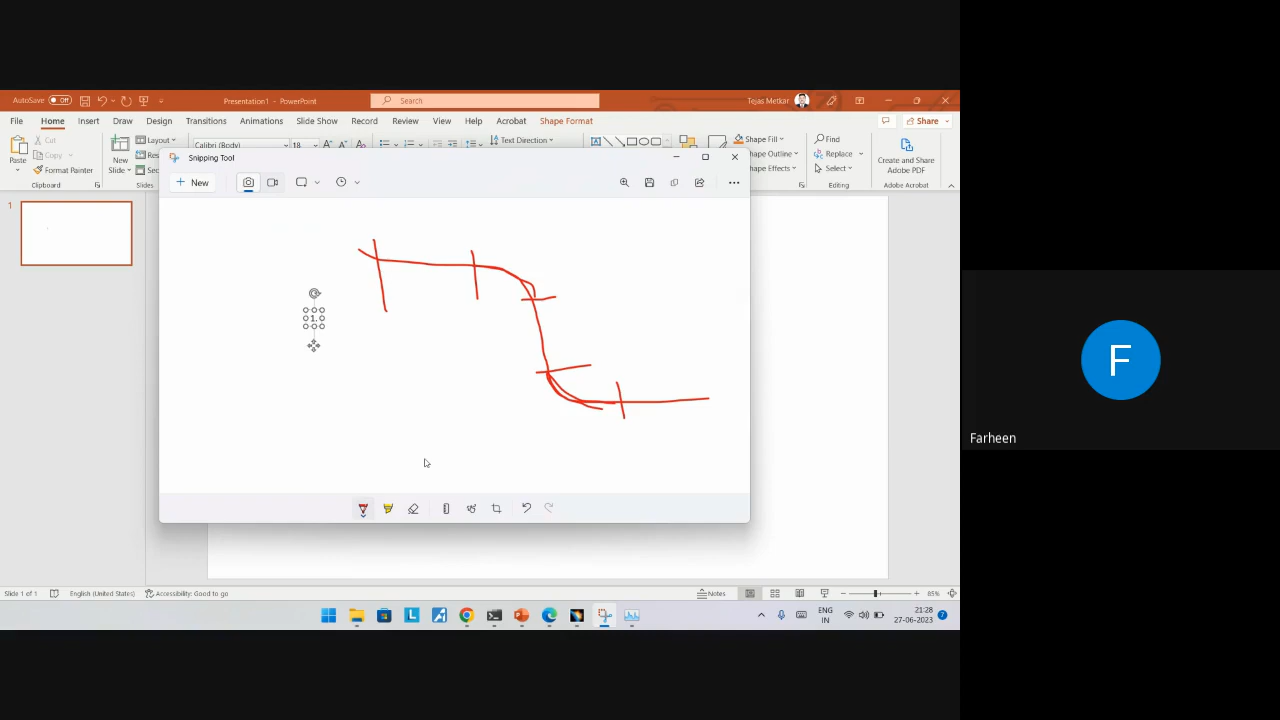 AutoSave Off Presentation1 - PowerPoint Search Tejas Metkar
File Home Insert Draw Design Transitions Animations Slide Show Record Review View Help Acrobat Shape Format Share
Paste Cut Copy Format Painter Clipboard
New Slide Layout
Calibri (Body) 18
Text Direction
Shape Fill Shape Outline
Find Replace Select Editing
Create and Share Adobe PDF Adobe Acrobat
Snipping Tool
New
1
1.
Farheen
Slide 1 of 1 English (United States) Accessibility: Good to go Notes 85%
ENG IN
21:28
27-06-2023